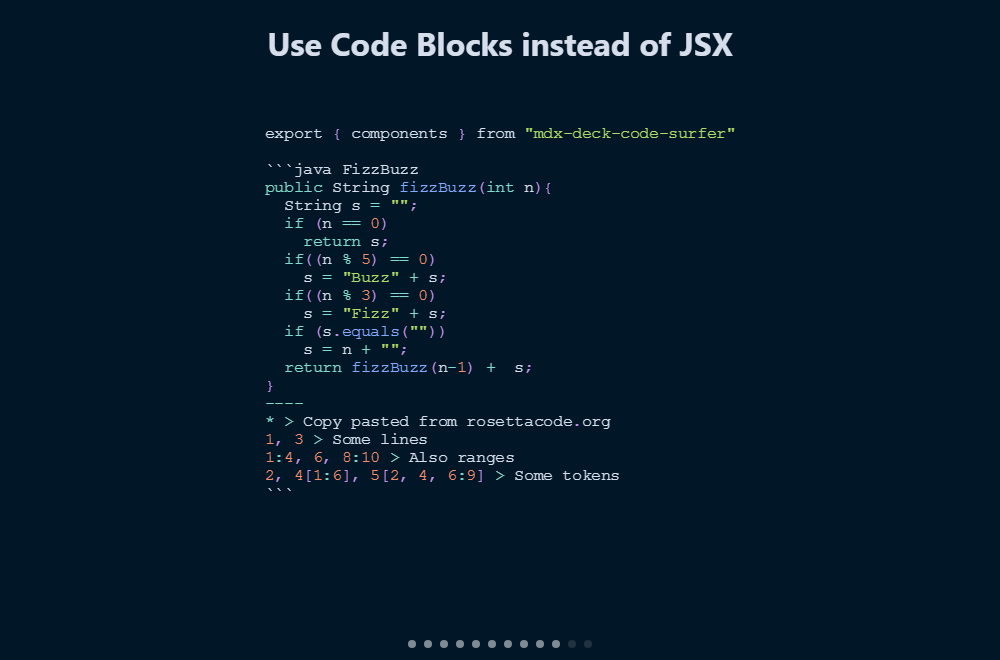 Use Code Blocks instead of JSX
export { components } from "mdx-deck-code-surfer"
```java FizzBuzz
public String fizzBuzz(int n){
  String s = "";
  if (n == 0)
    return s;
  if((n % 5) == 0)
    s = "Buzz" + s;
  if((n % 3) == 0)
    s = "Fizz" + s;
  if (s.equals(""))
    s = n + "";
  return fizzBuzz(n-1) +  s;
}
----
* > Copy pasted from rosettacode.org
1, 3 > Some lines
1:4, 6, 8:10 > Also ranges
2, 4[1:6], 5[2, 4, 6:9] > Some tokens
```